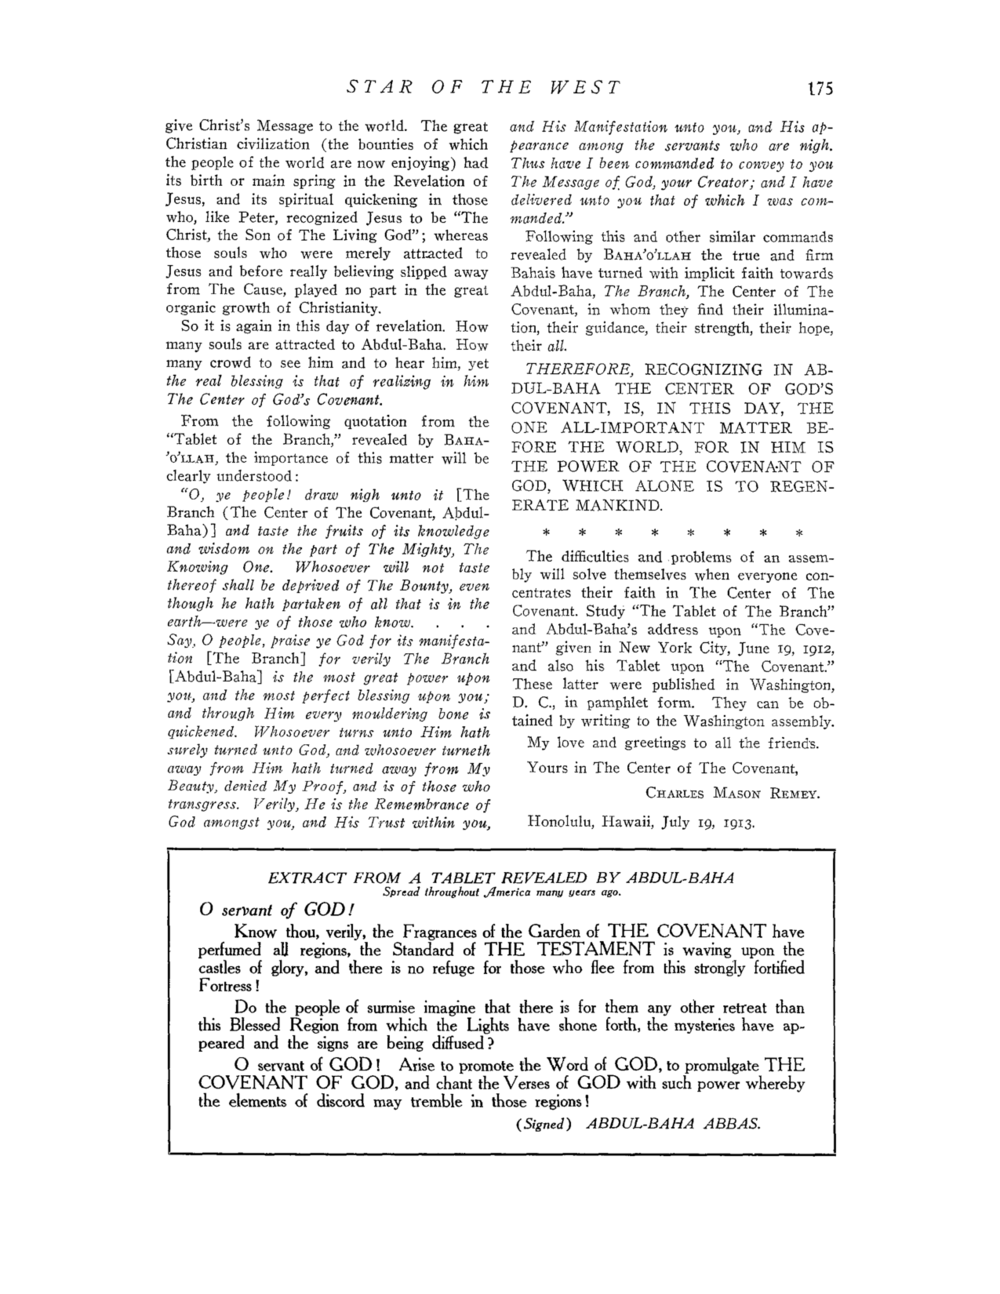 STAR OF THE WEST 175
give Christ's Message to the world. The great
Christian civilization (the bounties of which
the people of the world are now enjoying) had
its birth or main spring in the Revelation of
Jesus, and its spiritual quickening in those
who, like Peter, recognized Jesus to be “The
Christ, the Son of The Living God”; whereas
those souls who were merely attracted to
Jesus and before really believing slipped away
from The Cause, played no part in the great
organic growth of Christianity.
So it is again in this day of revelation. How
many souls are attracted to Abdul-Baha. How
many crowd to see him and to hear him, yet
the real blessing is that of realizing in him
The Center of God's Covenant.
From the following quotation from the
“Tablet of the Branch,” revealed by BAHA-
'O'LLAH, the importance of this matter will be
clearly understood:
“O, ye people! draw nigh unto it [The
Branch (The Center of The Covenant, Abdul-
Baha)] and taste the fruits of its knowledge
and wisdom on the part of The Mighty, The
Knowing One. Whosoever will not taste
thereof shall be deprived of The Bounty, even
though he hath partaken of all that is in the
earth—were ye of those who know. . . .
Say, O people, praise ye God for its manifesta-
tion [The Branch] for verily The Branch
[Abdul-Baha] is the most great power upon
you, and the most perfect blessing upon you;
and through Him every mouldering bone is
quickened. Whosoever turns unto Him hath
surely turned unto God, and whosoever turneth
away from Him hath turned away from My
Beauty, denied My Proof, and is of those who
transgress. Verily, He is the Remembrance of
God amongst you, and His Trust within you,
and His Manifestation unto you, and His ap-
pearance among the servants who are nigh.
Thus have I been commanded to convey to you
The Message of God, your Creator; and I have
delivered unto you that of which I was com-
manded.”
Following this and other similar commands
revealed by BAHA'O'LLAH the true and firm
Bahais have turned with implicit faith towards
Abdul-Baha, The Branch, The Center of The
Covenant, in whom they find their illumina-
tion, their guidance, their strength, their hope,
their all.
THEREFORE, RECOGNIZING IN AB-
DUL-BAHA THE CENTER OF GOD'S
COVENANT, IS, IN THIS DAY, THE
ONE ALL-IMPORTANT MATTER BE-
FORE THE WORLD, FOR IN HIM IS
THE POWER OF THE COVENANT OF
GOD, WHICH ALONE IS TO REGEN-
ERATE MANKIND.
* * * * * * * *
The difficulties and problems of an assem-
bly will solve themselves when everyone con-
centrates their faith in The Center of The
Covenant. Study “The Tablet of The Branch”
and Abdul-Baha's address upon “The Cove-
nant” given in New York City, June 19, 1912,
and also his Tablet upon “The Covenant.”
These latter were published in Washington,
D. C., in pamphlet form. They can be ob-
tained by writing to the Washington assembly.
My love and greetings to all the friends.
Yours in The Center of The Covenant,
CHARLES MASON REMEY.
Honolulu, Hawaii, July 19, 1913.
EXTRACT FROM A TABLET REVEALED BY ABDUL-BAHA
Spread throughout America many years ago.
O servant of GOD!
Know thou, verily, the Fragrances of the Garden of THE COVENANT have
perfumed all regions, the Standard of THE TESTAMENT is waving upon the
castles of glory, and there is no refuge for those who flee from this strongly fortified
Fortress!
Do the people of surmise imagine that there is for them any other retreat than
this Blessed Region from which the Lights have shone forth, the mysteries have ap-
peared and the signs are being diffused?
O servant of GOD! Arise to promote the Word of GOD, to promulgate THE
COVENANT OF GOD, and chant the Verses of GOD with such power whereby
the elements of discord may tremble in those regions!
(Signed) ABDUL-BAHA ABBAS.